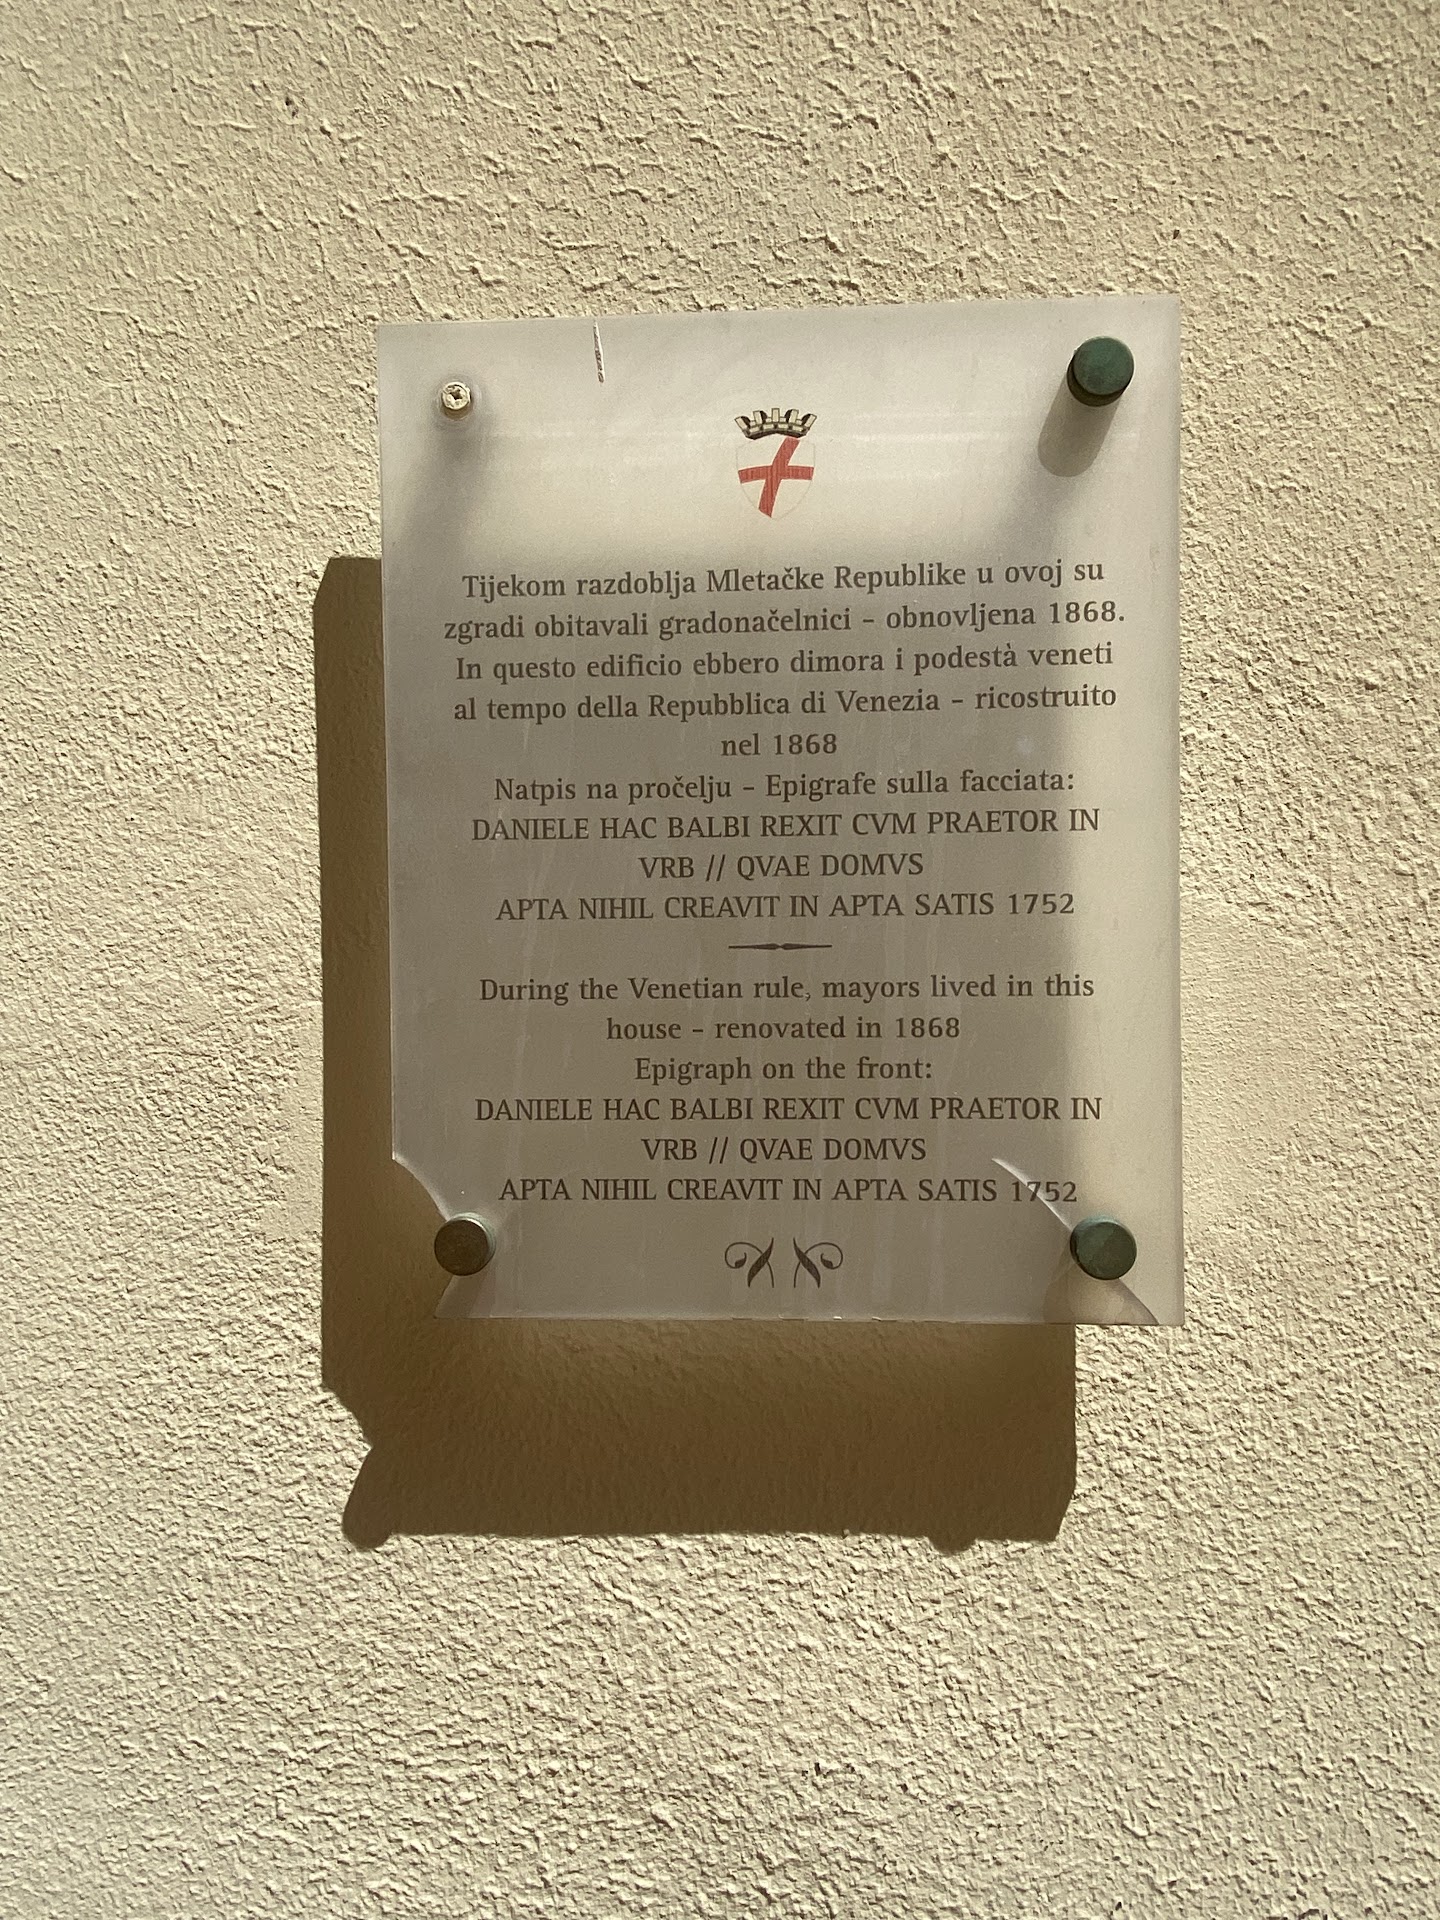 Tijekom razdoblja Mletačke Republike u ovoj su
zgradi obitavali gradonačelnici – obnovljena 1868.
In questo edificio ebbero dimora i podestà veneti
al tempo della Repubblica di Venezia – ricostruito
nel 1868
Natpis na pročelju – Epigrafe sulla facciata:
DANIELE HAC BALBI REXIT CVM PRAETOR IN
VRB // QVAE DOMVS
APTA NIHIL CREAVIT IN APTA SATIS 1752
During the Venetian rule, mayors lived in this
house – renovated in 1868
Epigraph on the front:
DANIELE HAC BALBI REXIT CVM PRAETOR IN
VRB // QVAE DOMVS
APTA NIHIL CREAVIT IN APTA SATIS 1752